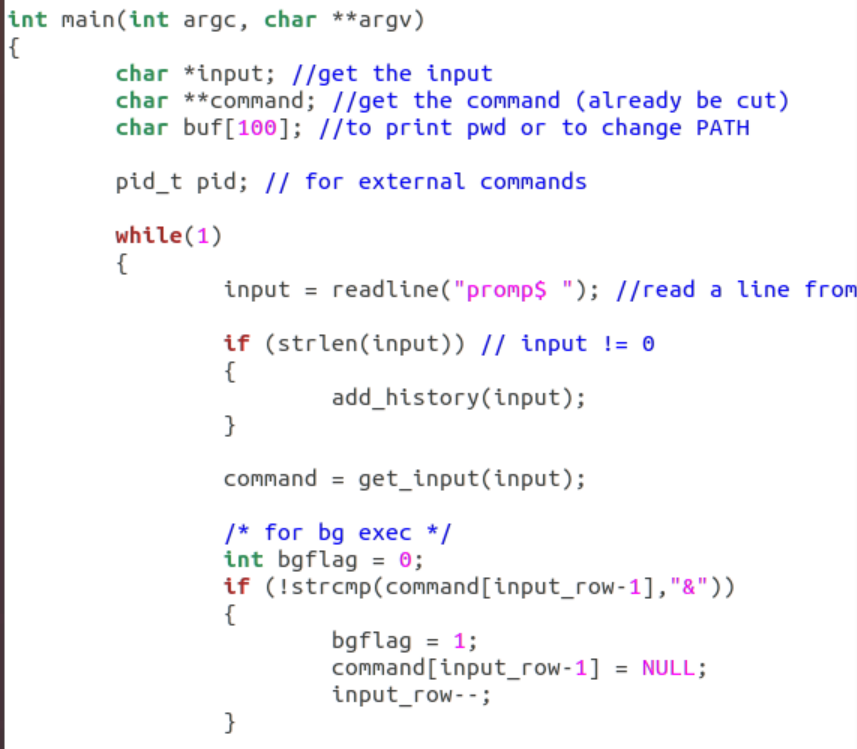 int main(int argc, char **argv)
{
char *input; //get the input
char **command; //get the command (already be cut)
char buf[100]; //to print pwd or to change PATH
pid_t pid; // for external commands
while(1)
{
input = readline("promp$ "); //read a line from
if (strlen(input)) // input != 0
{
add_history(input);
}
command = get_input(input);
/* for bg exec */
int bgflag = 0;
if (!strcmp(command[input_row-1],"&"))
{
bgflag = 1;
command[input_row-1] = NULL;
input_row--;
}